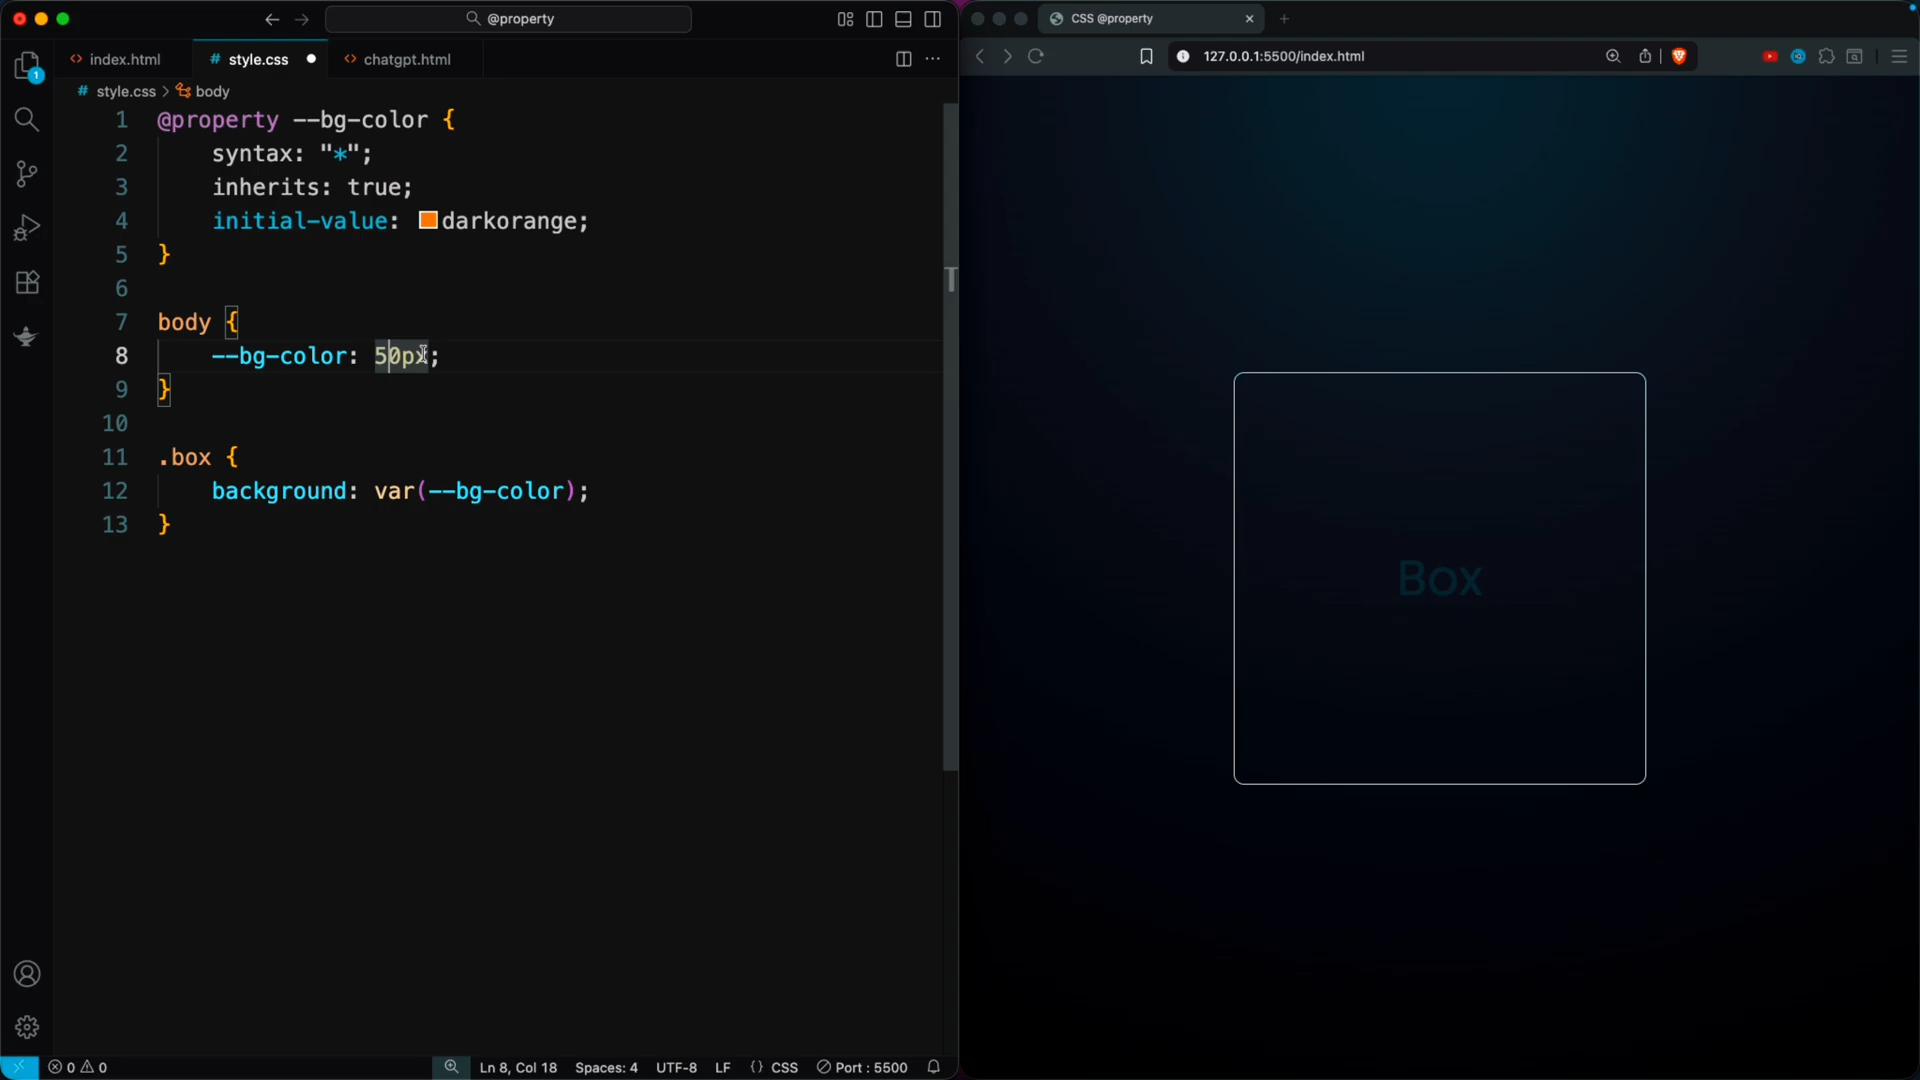 @property
index.html
style.css
chatgpt.html
style.css > body
1 @property --bg-color {
2 syntax: "*";
3 inherits: true;
4 initial-value: darkorange;
5 }
6
7 body {
8 --bg-color: 50px;
9 }
10
11 .box {
12 background: var(--bg-color);
13 }
1
0 0
Ln 8, Col 18 Spaces: 4 UTF-8 LF {} CSS Port : 5500
CSS @property
127.0.0.1:5500/index.html
Box